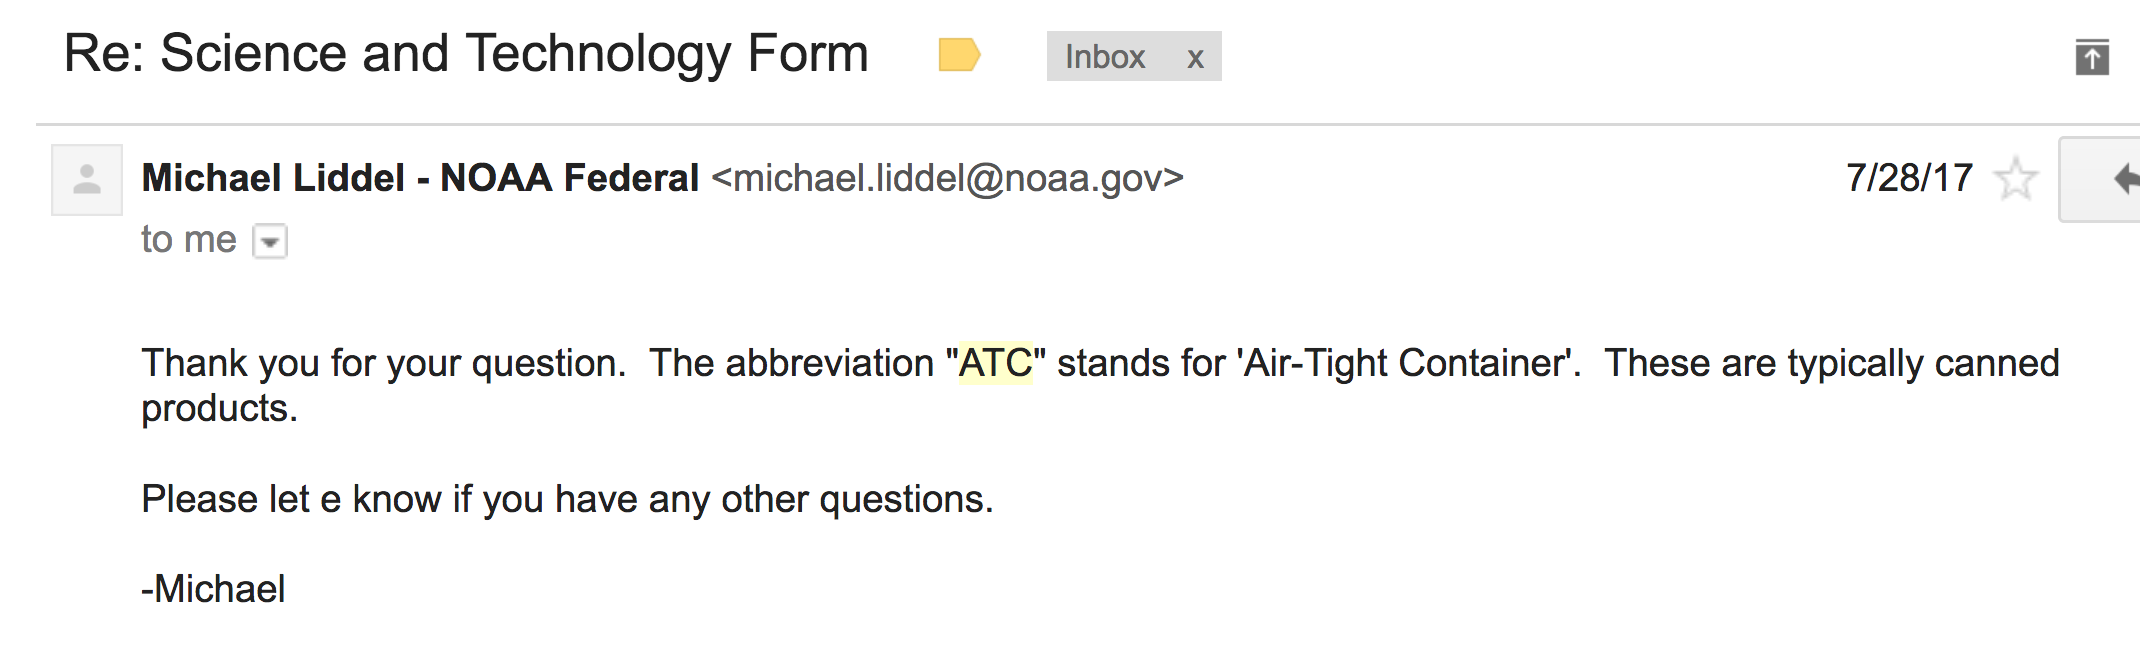 Re: Science and Technology Form
Inbox x
Michael Liddel - NOAA Federal <michael.liddel@noaa.gov>
7/28/17
to me
Thank you for your question.  The abbreviation "ATC" stands for 'Air-Tight Container'.  These are typically canned
products.
Please let e know if you have any other questions.
-Michael